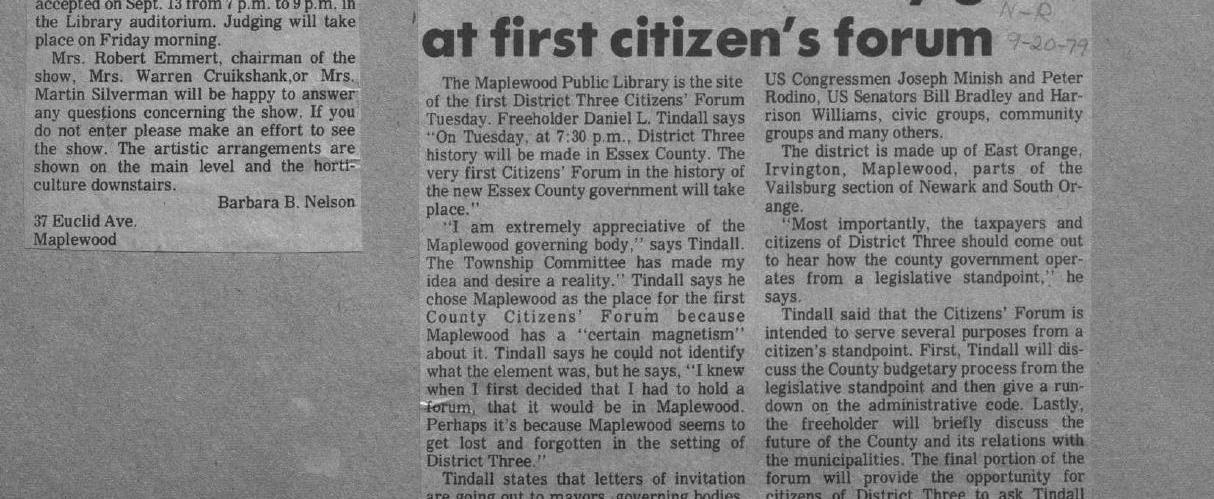 accepted on Sept. 13 from 7 p.m. to 9 p.m. in
the Library auditorium. Judging will take
place on Friday morning.
Mrs. Robert Emmert, chairman of the
show, Mrs. Warren Cruikshank,or Mrs.
Martin Silverman will be happy to answer
any questions concerning the show. If you
do not enter please make an effort to see
the show. The artistic arrangements are
shown on the main level and the horti-
culture downstairs.
Barbara B. Nelson
37 Euclid Ave.
Maplewood
N-R
at first citizen's forum
9-20-79
The Maplewood Public Library is the site
of the first District Three Citizens' Forum
Tuesday. Freeholder Daniel L. Tindall says
"On Tuesday, at 7:30 p.m., District Three
history will be made in Essex County. The
very first Citizens' Forum in the history of
the new Essex County government will take
place."
"I am extremely appreciative of the
Maplewood governing body," says Tindall.
The Township Committee has made my
idea and desire a reality." Tindall says he
chose Maplewood as the place for the first
County Citizens' Forum because
Maplewood has a "certain magnetism"
about it. Tindall says he could not identify
what the element was, but he says, "I knew
when I first decided that I had to hold a
forum, that it would be in Maplewood.
Perhaps it's because Maplewood seems to
get lost and forgotten in the setting of
District Three."
Tindall states that letters of invitation
are going out to mayors, governing bodies,
US Congressmen Joseph Minish and Peter
Rodino, US Senators Bill Bradley and Har-
rison Williams, civic groups, community
groups and many others.
The district is made up of East Orange,
Irvington, Maplewood, parts of the
Vailsburg section of Newark and South Or-
ange.
"Most importantly, the taxpayers and
citizens of District Three should come out
to hear how the county government oper-
ates from a legislative standpoint," he
says.
Tindall said that the Citizens' Forum is
intended to serve several purposes from a
citizen's standpoint. First, Tindall will dis-
cuss the County budgetary process from the
legislative standpoint and then give a run-
down on the administrative code. Lastly,
the freeholder will briefly discuss the
future of the County and its relations with
the municipalities. The final portion of the
forum will provide the opportunity for
citizens of District Three to ask Tindall